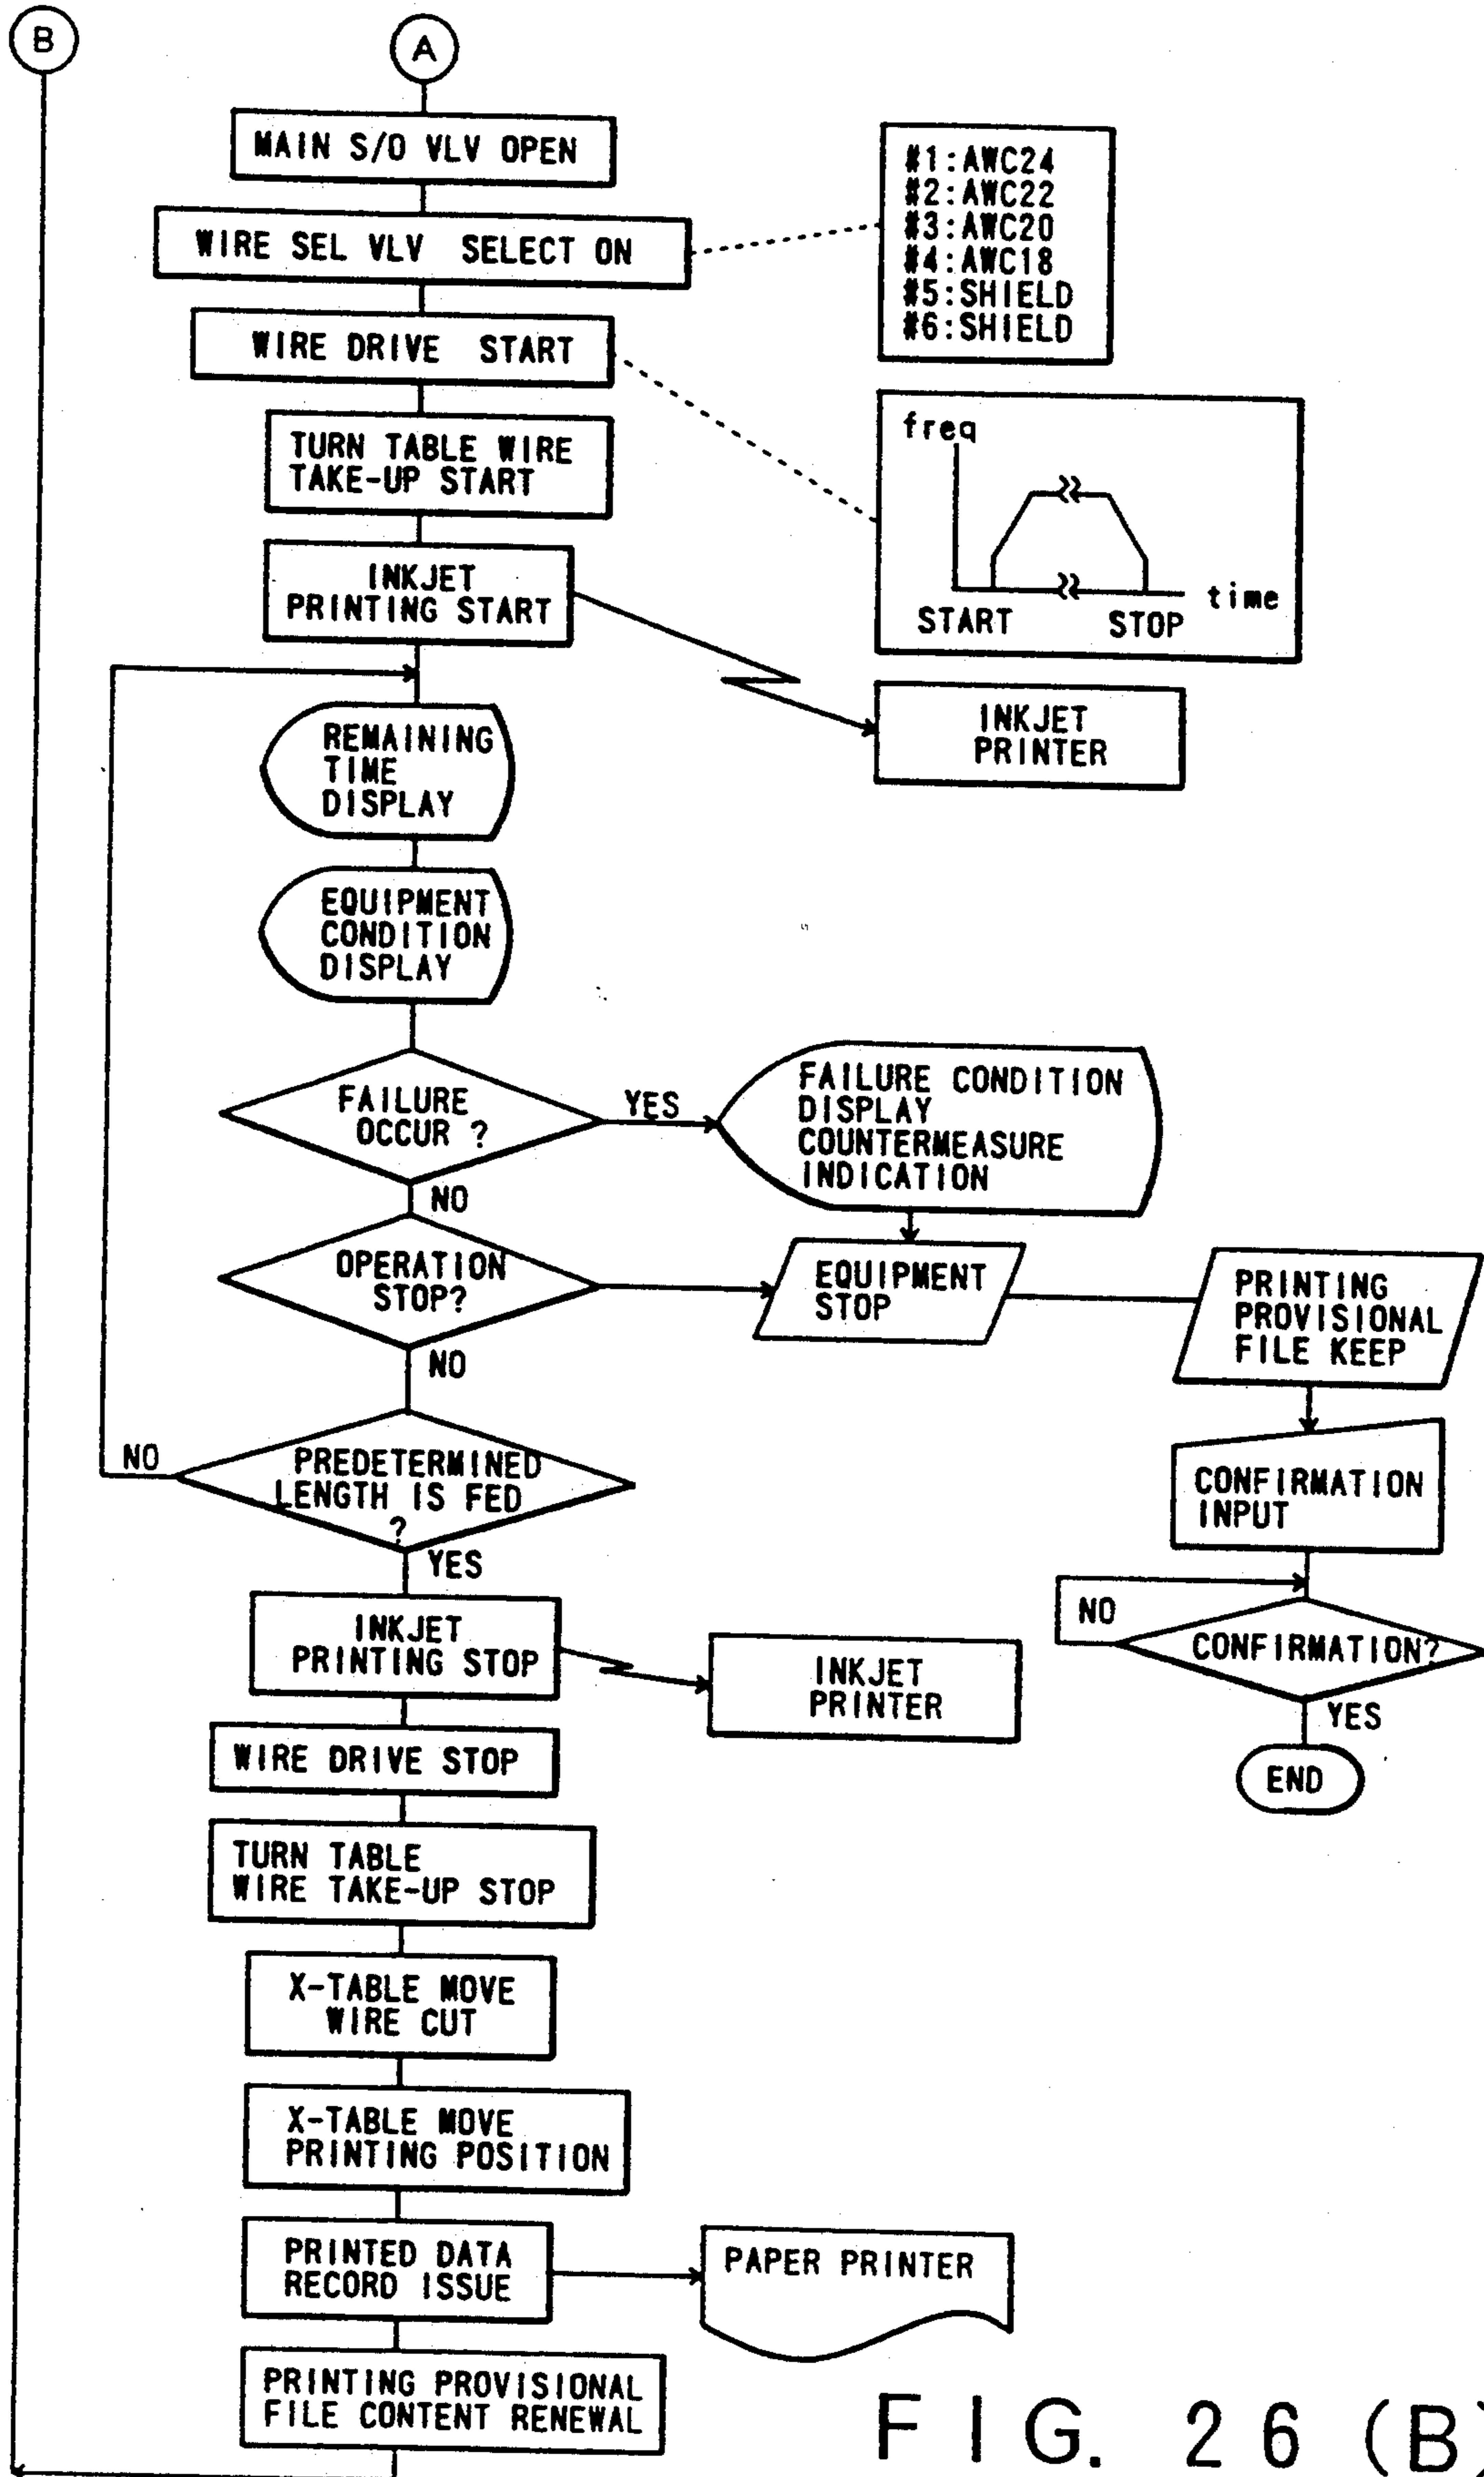 B
A
MAIN S/O VLV OPEN
WIRE SEL VLV SELECT ON
#1:AWC24
#2:AWC22
#3:AWC20
#4:AWC18
#5:SHIELD
#6:SHIELD
WIRE DRIVE START
freq
time
START STOP
TURN TABLE WIRE
TAKE-UP START
INKJET
PRINTING START
INKJET
PRINTER
REMAINING
TIME
DISPLAY
EQUIPMENT
CONDITION
DISPLAY
FAILURE
OCCUR ?
YES
FAILURE CONDITION
DISPLAY
COUNTERMEASURE
INDICATION
NO
OPERATION
STOP?
EQUIPMENT
STOP
PRINTING
PROVISIONAL
FILE KEEP
NO
NO
PREDETERMINED
LENGTH IS FED
?
YES
CONFIRMATION
INPUT
NO
CONFIRMATION?
YES
END
INKJET
PRINTING STOP
INKJET
PRINTER
WIRE DRIVE STOP
TURN TABLE
WIRE TAKE-UP STOP
X-TABLE MOVE
WIRE CUT
X-TABLE MOVE
PRINTING POSITION
PRINTED DATA
RECORD ISSUE
PAPER PRINTER
PRINTING PROVISIONAL
FILE CONTENT RENEWAL
FIG. 26 (B)